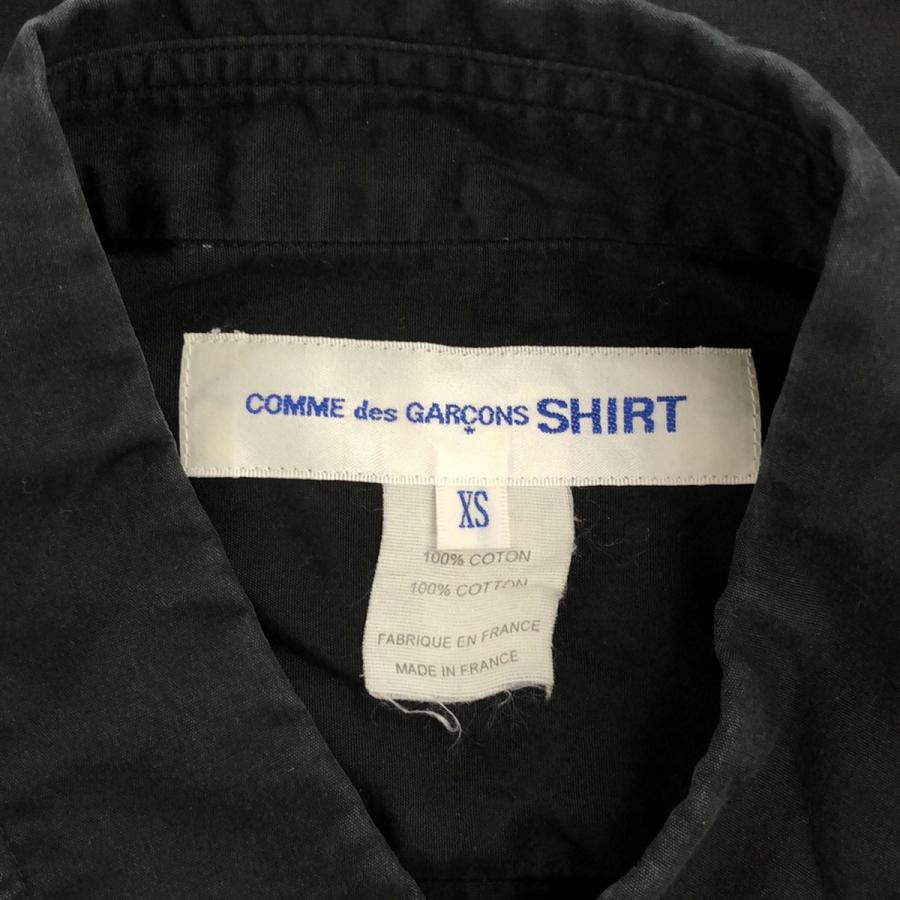 COMME des GARÇONS SHIRT
XS
100% COTON
100% COTTON
FABRIQUE EN FRANCE
MADE IN FRANCE